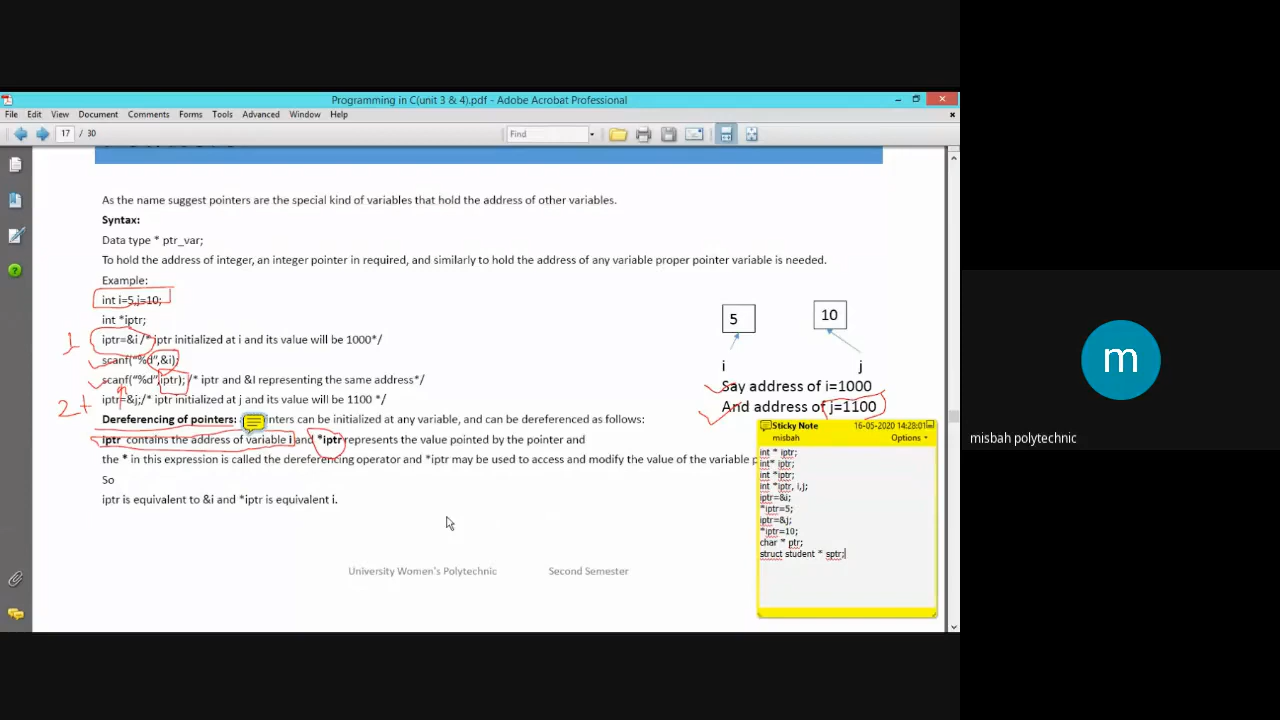 Programming in C(unit 3 & 4).pdf - Adobe Acrobat Professional
File Edit View Document Comments Forms Tools Advanced Window Help
17 / 30 Find
As the name suggest pointers are the special kind of variables that hold the address of other variables.
Syntax:
Data type * ptr_var;
To hold the address of integer, an integer pointer in required, and similarly to hold the address of any variable proper pointer variable is needed.
Example:
int i=5,j=10;
int *iptr;
1 iptr=&i /* iptr initialized at i and its value will be 1000*/
scanf("%d",&i);
scanf("%d",iptr); /* iptr and &I representing the same address*/
iptr=&j;/* iptr initialized at j and its value will be 1100 */
Dereferencing of pointers: inters can be initialized at any variable, and can be dereferenced as follows:
iptr contains the address of variable i and *iptr represents the value pointed by the pointer and
the * in this expression is called the dereferencing operator and *iptr may be used to access and modify the value of the variable p
So
iptr is equivalent to &i and *iptr is equivalent i.
5 10
i j
Say address of i=1000
And address of j=1100
Sticky Note 16-05-2020 14:28:01
misbah Options
int * iptr;
int* iptr;
int *iptr;
int *iptr, i,j;
iptr=&i;
*iptr=5;
iptr=&j;
*iptr=10;
char * ptr;
struct student * sptr;
University Women's Polytechnic Second Semester
m
misbah polytechnic